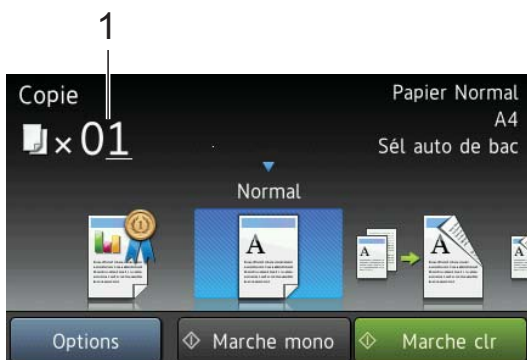 1
Copie
Papier Normal
A4
× 01
Sél auto de bac
Normal
A
A
A
Options
Marche mono
Marche clr